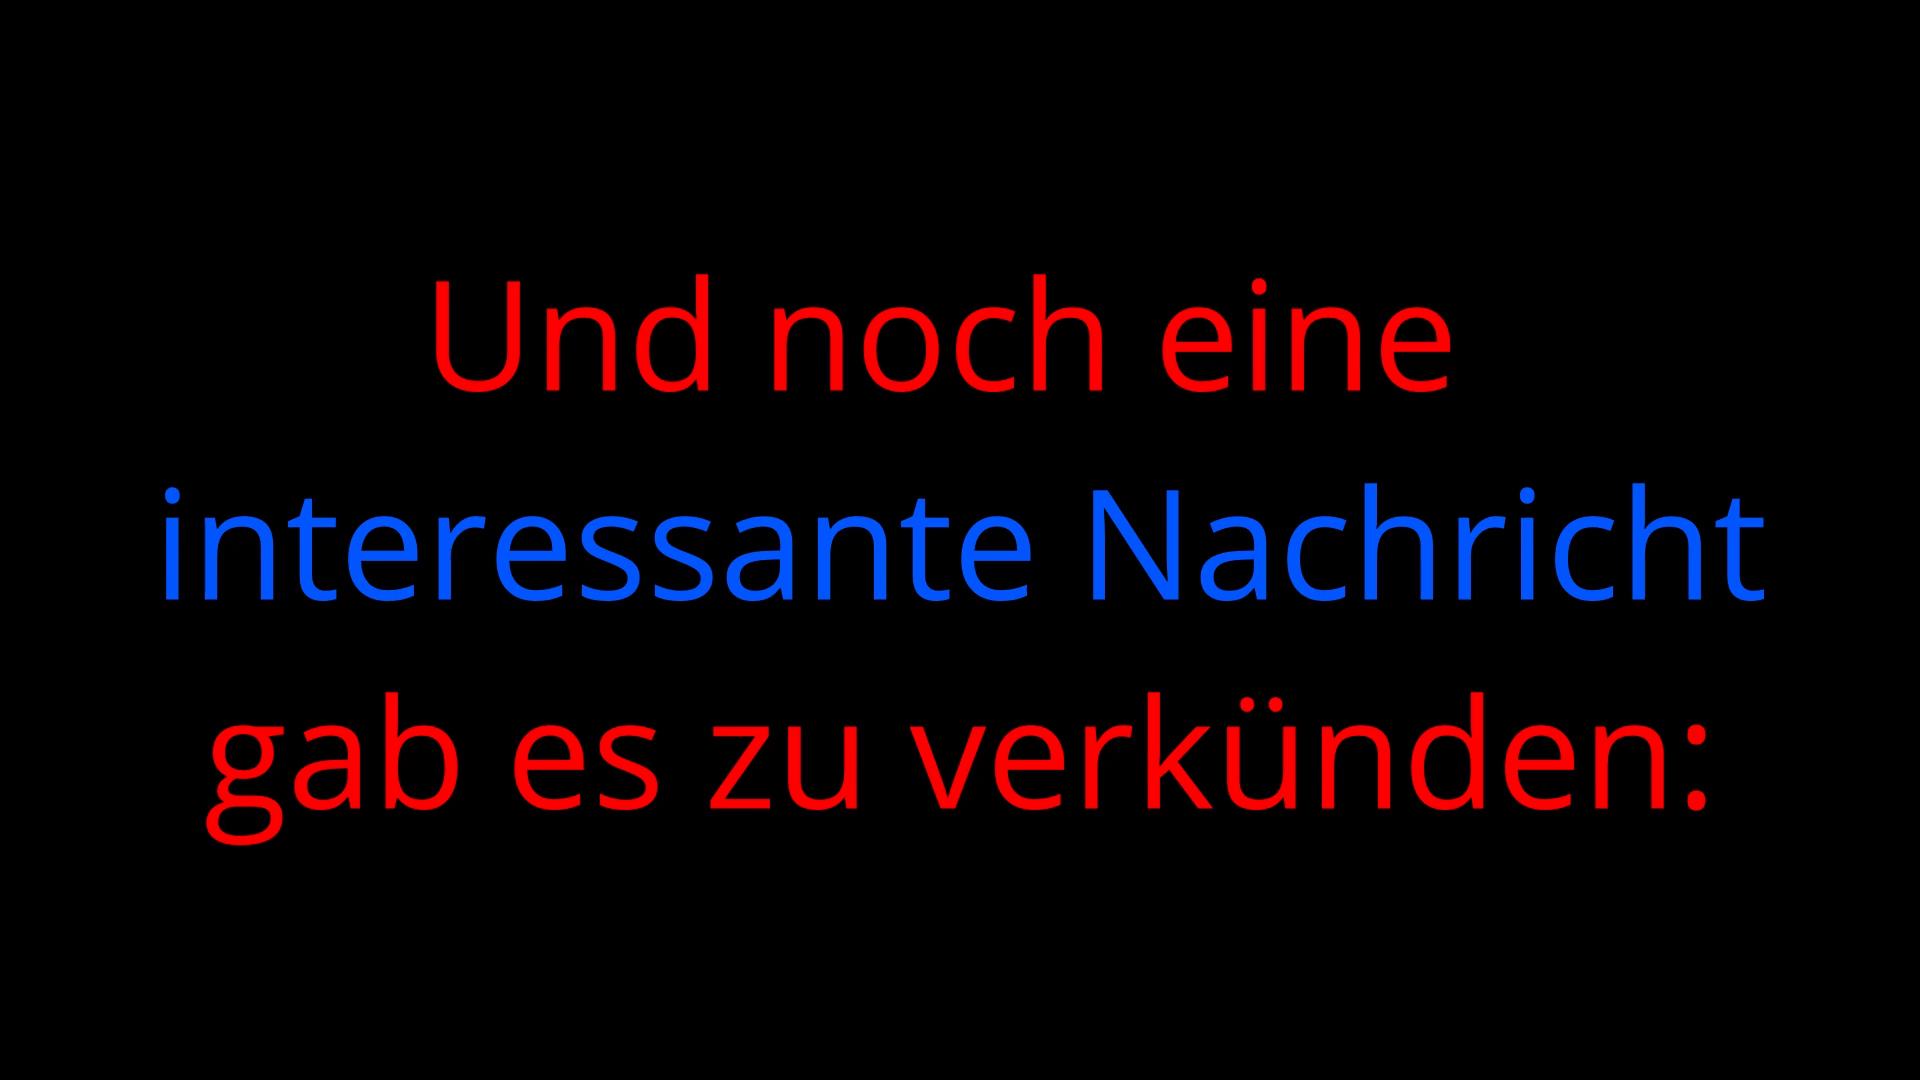 Und noch eine
interessante Nachricht
gab es zu verkünden: